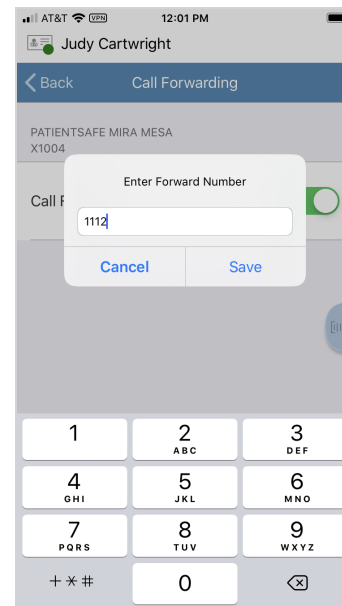 AT&T VPN 12:01 PM
Judy Cartwright
Back Call Forwarding
PATIENTSAFE MIRA MESA
X1004
Enter Forward Number
Call F
1112
Cancel Save
1 2 3
ABC DEF
4 5 6
GHI JKL MNO
7 8 9
PQRS TUV WXYZ
+ * # 0